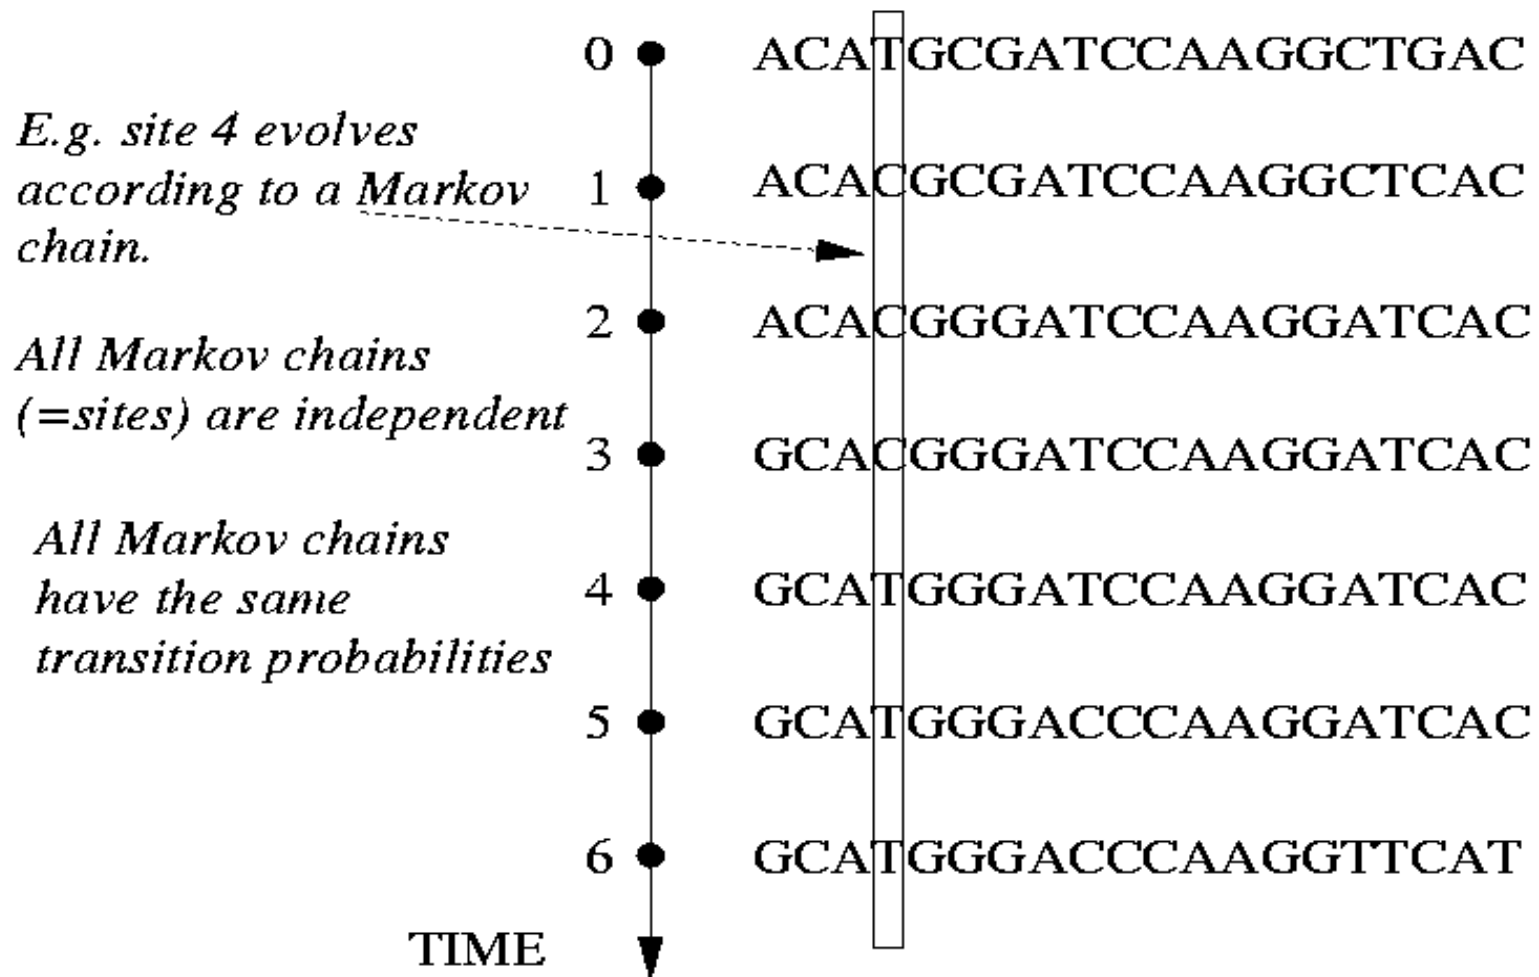 0 ACATGCGATCCAAGGCTGAC
E.g. site 4 evolves
according to a Markov
chain.
1 ACACGCGATCCAAGGCTCAC
2 ACACGGGATCCAAGGATCAC
All Markov chains
(=sites) are independent
3 GCACGGGATCCAAGGATCAC
All Markov chains
have the same
transition probabilities
4 GCATGGGATCCAAGGATCAC
5 GCATGGGACCCAAGGATCAC
6 GCATGGGACCCAAGGTTCAT
TIME